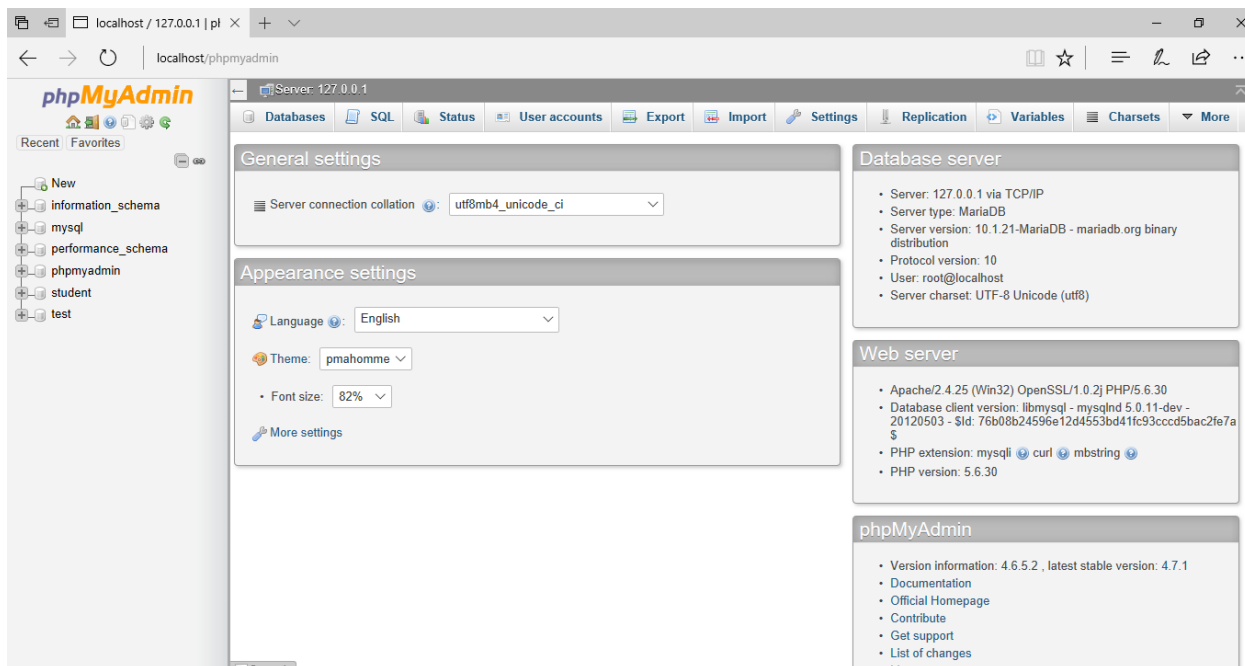 localhost / 127.0.0.1 | pl
localhost/phpmyadmin
phpMyAdmin
Recent Favorites
New
information_schema
mysql
performance_schema
phpmyadmin
student
test
Server: 127.0.0.1
Databases SQL Status User accounts Export Import Settings Replication Variables Charsets More
General settings
Server connection collation : utf8mb4_unicode_ci
Appearance settings
Language : English
Theme: pmahomme
• Font size: 82%
More settings
Database server
• Server: 127.0.0.1 via TCP/IP
• Server type: MariaDB
• Server version: 10.1.21-MariaDB - mariadb.org binary
distribution
• Protocol version: 10
• User: root@localhost
• Server charset: UTF-8 Unicode (utf8)
Web server
• Apache/2.4.25 (Win32) OpenSSL/1.0.2j PHP/5.6.30
• Database client version: libmysql - mysqlnd 5.0.11-dev -
20120503 - $Id: 76b08b24596e12d4553bd41fc93cccd5bac2fe7a
$
• PHP extension: mysqli curl mbstring
• PHP version: 5.6.30
phpMyAdmin
• Version information: 4.6.5.2 , latest stable version: 4.7.1
• Documentation
• Official Homepage
• Contribute
• Get support
• List of changes